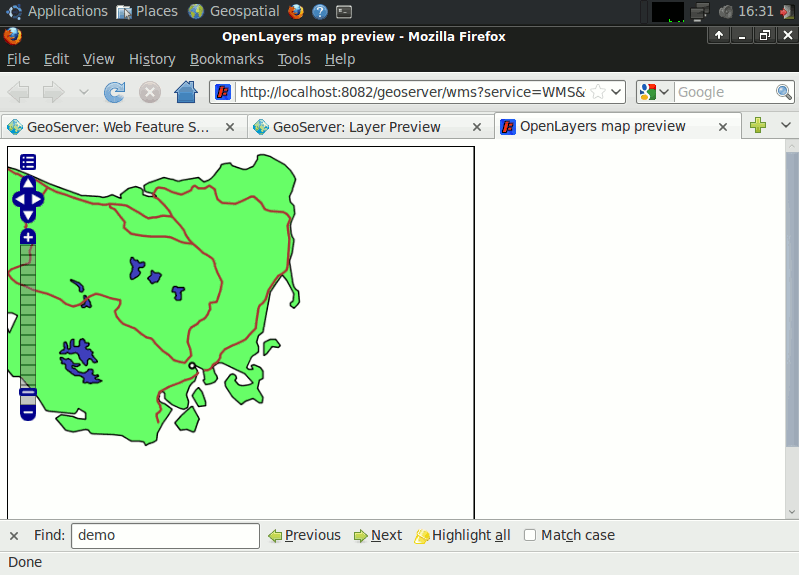 Applications Places Geospatial 16:31
OpenLayers map preview - Mozilla Firefox
File Edit View History Bookmarks Tools Help
http://localhost:8082/geoserver/wms?service=WMS& Google
GeoServer: Web Feature S... GeoServer: Layer Preview OpenLayers map preview
Find: demo Previous Next Highlight all Match case
Done